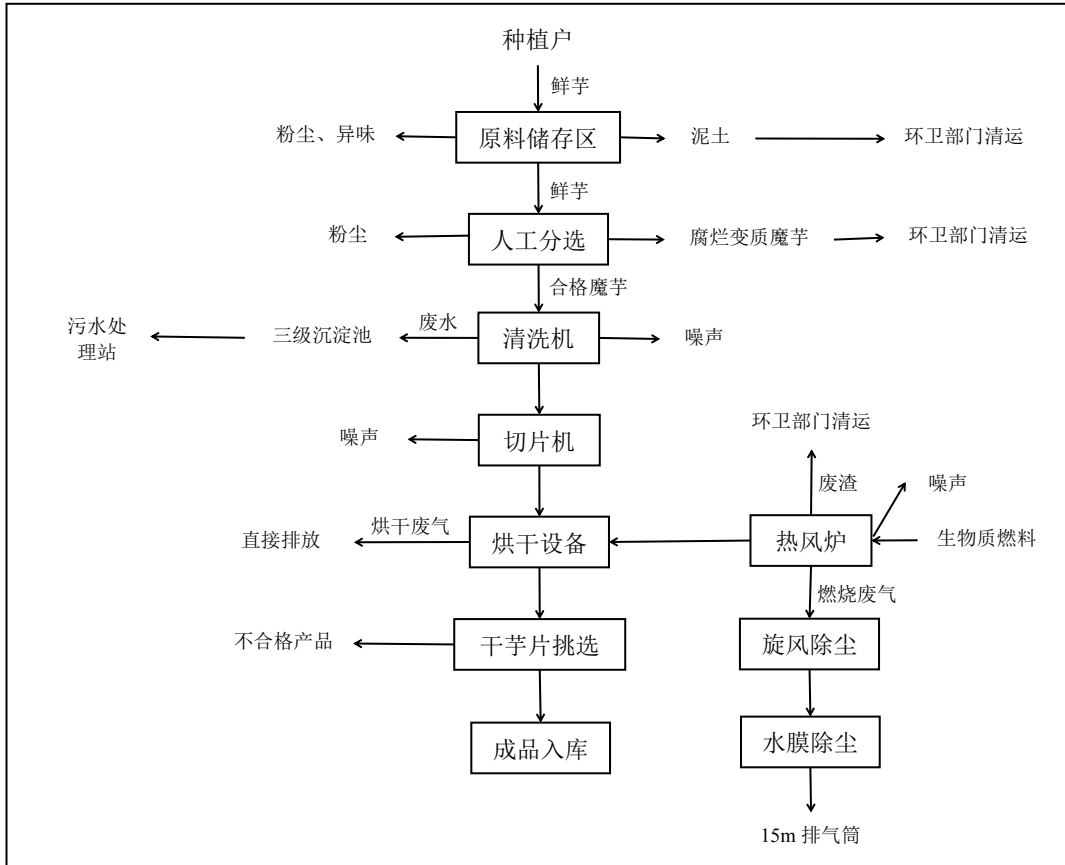 种植户
鲜芋
粉尘、异味
原料储存区
泥土
环卫部门清运
鲜芋
粉尘
人工分选
腐烂变质魔芋
环卫部门清运
合格魔芋
污水处
理站
三级沉淀池
废水
清洗机
噪声
噪声
切片机
环卫部门清运
废渣
噪声
直接排放
烘干废气
烘干设备
热风炉
生物质燃料
燃烧废气
不合格产品
干芋片挑选
旋风除尘
成品入库
水膜除尘
15m 排气筒